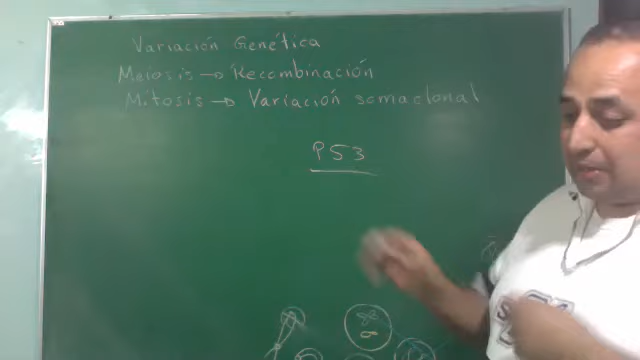 Variación Genética
Meiosis → Recombinación
Mitosis → Variación somaclonal
P53